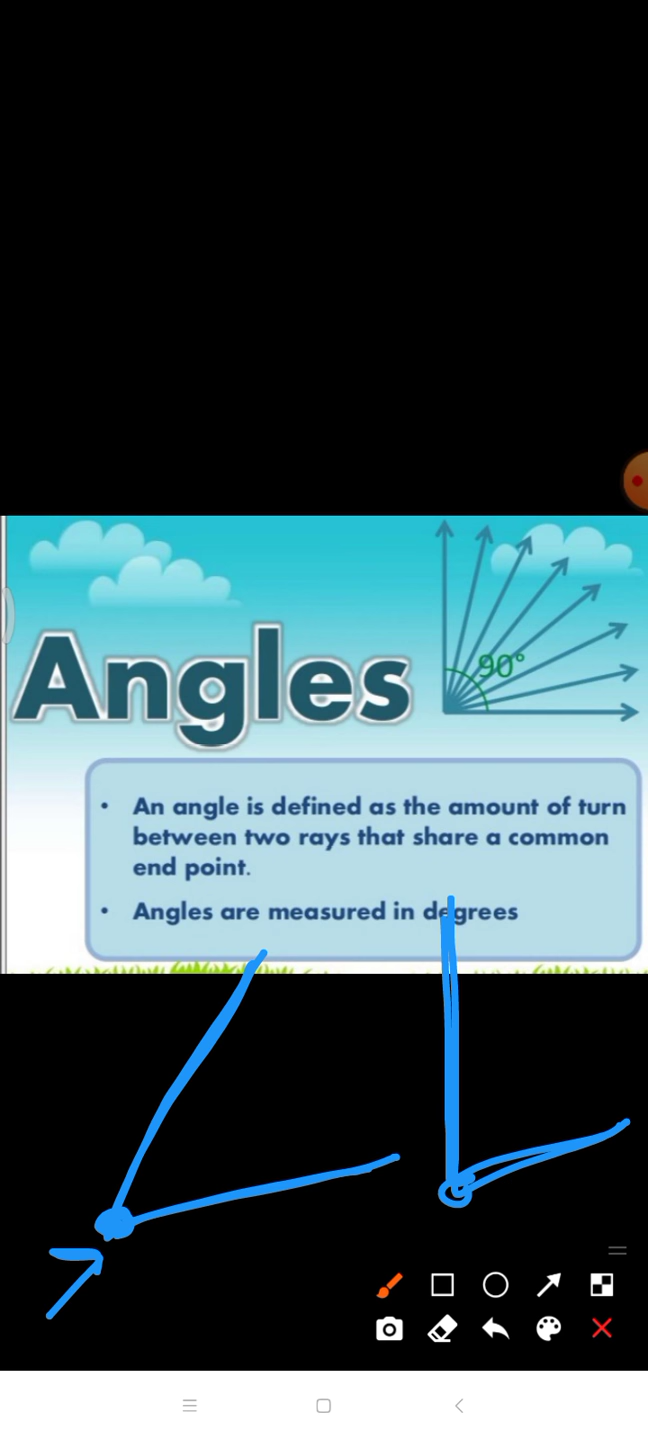 Angles
90°
• An angle is defined as the amount of turn
between two rays that share a common
end point.
• Angles are measured in degrees